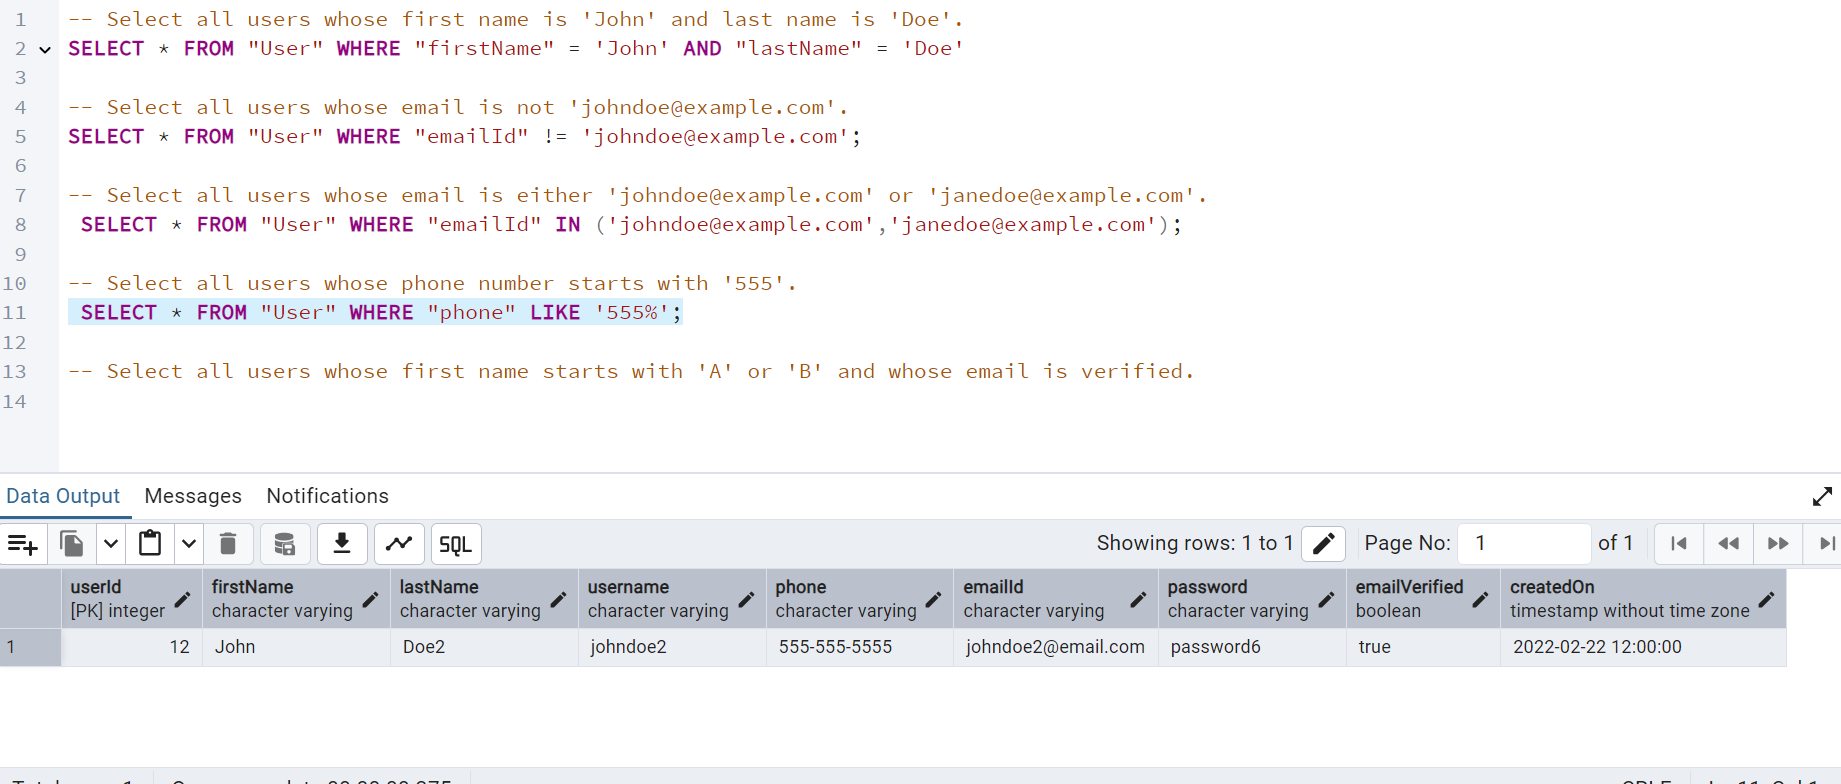 1 -- Select all users whose first name is 'John' and last name is 'Doe'.
2 SELECT * FROM "User" WHERE "firstName" = 'John' AND "lastName" = 'Doe'
3
4 -- Select all users whose email is not 'johndoe@example.com'.
5 SELECT * FROM "User" WHERE "emailId" != 'johndoe@example.com';
6
7 -- Select all users whose email is either 'johndoe@example.com' or 'janedoe@example.com'.
8 SELECT * FROM "User" WHERE "emailId" IN ('johndoe@example.com','janedoe@example.com');
9
10 -- Select all users whose phone number starts with '555'.
11 SELECT * FROM "User" WHERE "phone" LIKE '555%';
12
13 -- Select all users whose first name starts with 'A' or 'B' and whose email is verified.
14
Data Output Messages Notifications
SQL Showing rows: 1 to 1 Page No: 1 of 1
userId firstName lastName username phone emailId password emailVerified createdOn
[PK] integer character varying character varying character varying character varying character varying character varying boolean timestamp without time zone
1 12 John Doe2 johndoe2 555-555-5555 johndoe2@email.com password6 true 2022-02-22 12:00:00